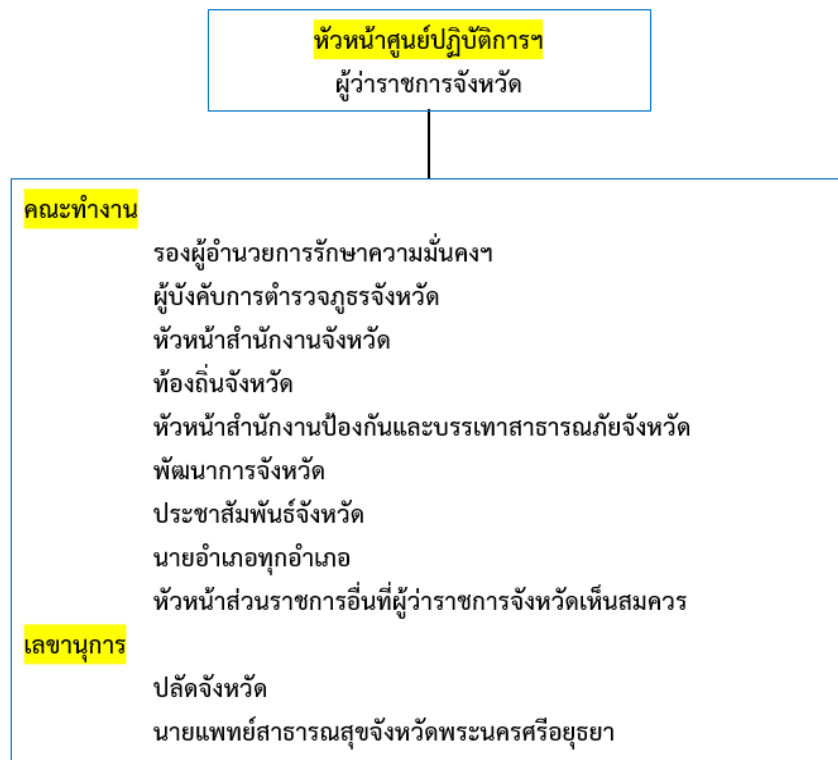 หัวหน้าศูนย์ปฏิบัติการฯ
ผู้ว่าราชการจังหวัด
คณะทำงาน
รองผู้อำนวยการรักษาความมั่นคงฯ
ผู้บังคับการตำรวจภูธรจังหวัด
หัวหน้าสำนักงานจังหวัด
ท้องถิ่นจังหวัด
หัวหน้าสำนักงานป้องกันและบรรเทาสาธารณภัยจังหวัด
พัฒนาการจังหวัด
ประชาสัมพันธ์จังหวัด
นายอำเภอทุกอำเภอ
หัวหน้าส่วนราชการอื่นที่ผู้ว่าราชการจังหวัดเห็นสมควร
เลขานุการ
ปลัดจังหวัด
นายแพทย์สาธารณสุขจังหวัดพระนครศรีอยุธยา